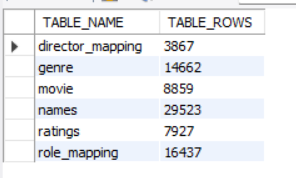 TABLE_NAME TABLE_ROWS
director_mapping 3867
genre 14662
movie 8859
names 29523
ratings 7927
role_mapping 16437